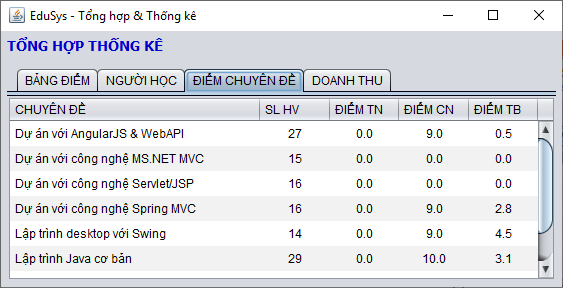 EduSys - Tổng hợp & Thống kê
TỔNG HỢP THỐNG KÊ
BẢNG ĐIỂM NGƯỜI HỌC ĐIỂM CHUYÊN ĐỀ DOANH THU
CHUYÊN ĐỀ SL HV ĐIỂM TN ĐIỂM CN ĐIỂM TB
Dự án với AngularJS & WebAPI 27 0.0 9.0 0.5
Dự án với công nghệ MS.NET MVC 15 0.0 0.0 0.0
Dự án với công nghệ Servlet/JSP 16 0.0 0.0 0.0
Dự án với công nghệ Spring MVC 16 0.0 9.0 2.8
Lập trình desktop với Swing 14 0.0 9.0 4.5
Lập trình Java cơ bản 29 0.0 10.0 3.1